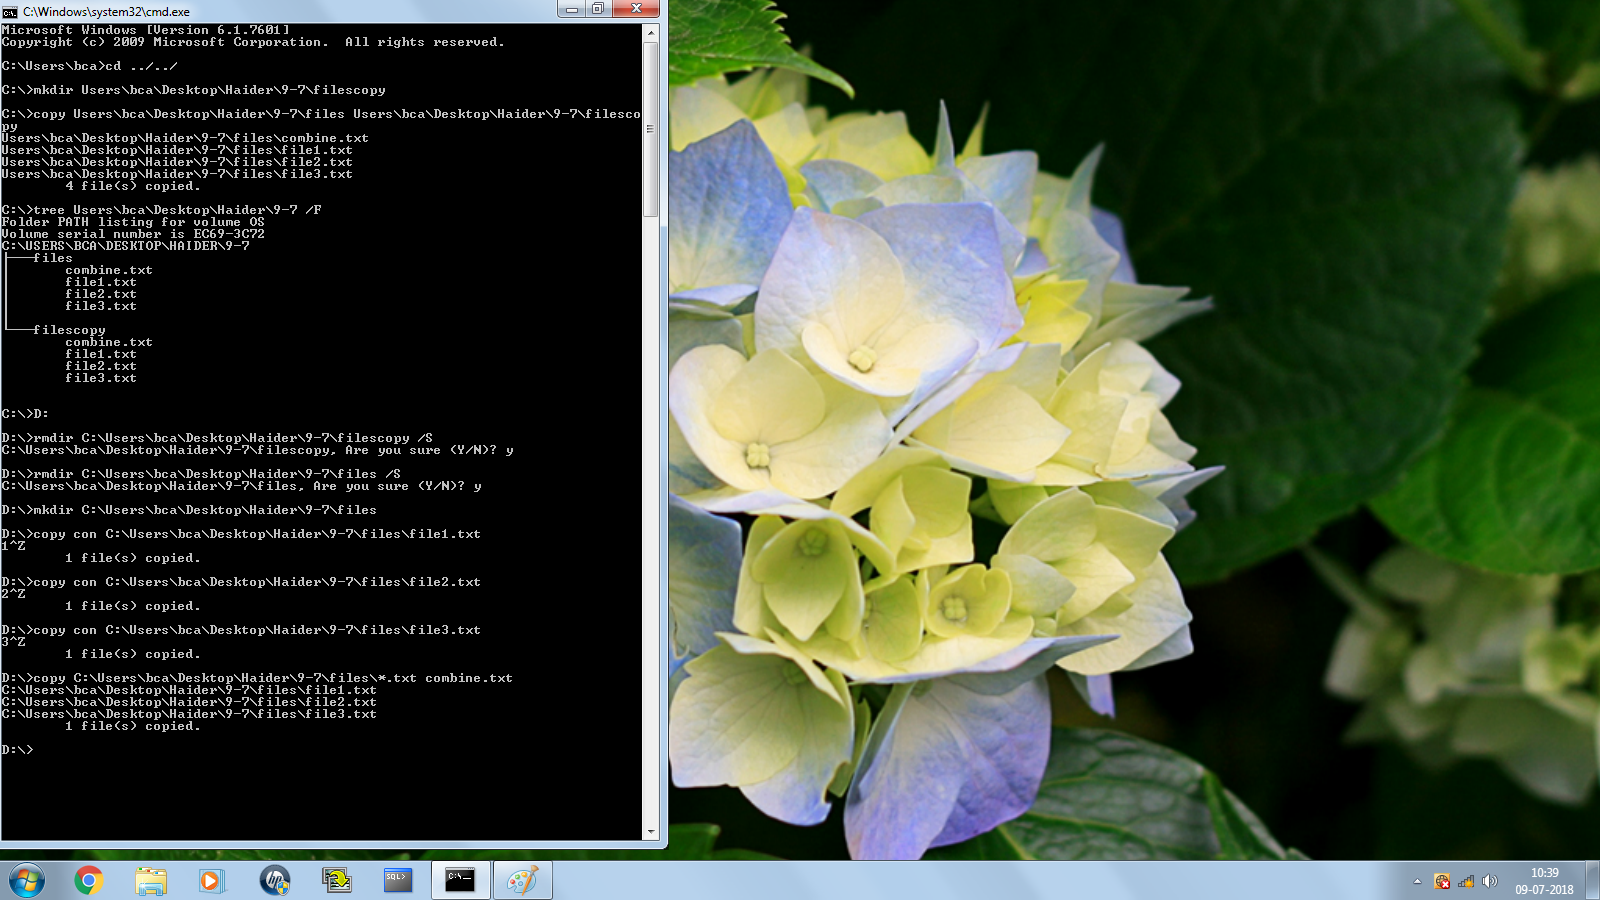 C:\Windows\system32\cmd.exe
Microsoft Windows [Version 6.1.7601]
Copyright (c) 2009 Microsoft Corporation.  All rights reserved.
C:\Users\bca>cd ../../
C:\>mkdir Users\bca\Desktop\Haider\9-7\filescopy
C:\>copy Users\bca\Desktop\Haider\9-7\files Users\bca\Desktop\Haider\9-7\filesco
py
Users\bca\Desktop\Haider\9-7\files\combine.txt
Users\bca\Desktop\Haider\9-7\files\file1.txt
Users\bca\Desktop\Haider\9-7\files\file2.txt
Users\bca\Desktop\Haider\9-7\files\file3.txt
        4 file(s) copied.
C:\>tree Users\bca\Desktop\Haider\9-7 /F
Folder PATH listing for volume OS
Volume serial number is EC69-3C72
C:\USERS\BCA\DESKTOP\HAIDER\9-7
├───files
        combine.txt
        file1.txt
        file2.txt
        file3.txt
└───filescopy
        combine.txt
        file1.txt
        file2.txt
        file3.txt
C:\>D:
D:\>rmdir C:\Users\bca\Desktop\Haider\9-7\filescopy /S
C:\Users\bca\Desktop\Haider\9-7\filescopy, Are you sure (Y/N)? y
D:\>rmdir C:\Users\bca\Desktop\Haider\9-7\files /S
C:\Users\bca\Desktop\Haider\9-7\files, Are you sure (Y/N)? y
D:\>mkdir C:\Users\bca\Desktop\Haider\9-7\files
D:\>copy con C:\Users\bca\Desktop\Haider\9-7\files\file1.txt
1^Z
        1 file(s) copied.
D:\>copy con C:\Users\bca\Desktop\Haider\9-7\files\file2.txt
2^Z
        1 file(s) copied.
D:\>copy con C:\Users\bca\Desktop\Haider\9-7\files\file3.txt
3^Z
        1 file(s) copied.
D:\>copy C:\Users\bca\Desktop\Haider\9-7\files\*.txt combine.txt
C:\Users\bca\Desktop\Haider\9-7\files\file1.txt
C:\Users\bca\Desktop\Haider\9-7\files\file2.txt
C:\Users\bca\Desktop\Haider\9-7\files\file3.txt
        1 file(s) copied.
D:\>
hp
SQL>
C:\_
10:39
09-07-2018